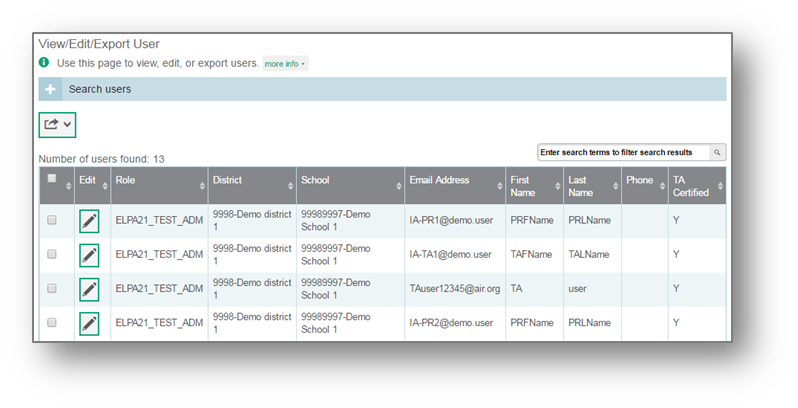 View/Edit/Export User
Use this page to view, edit, or export users. more info
Search users
Number of users found: 13
Enter search terms to filter search results
Edit Role District School Email Address First Name Last Name Phone TA Certified
ELPA21_TEST_ADM 9998-Demo district 1 99989997-Demo School 1 IA-PR1@demo.user PRFName PRLName Y
ELPA21_TEST_ADM 9998-Demo district 1 99989997-Demo School 1 IA-TA1@demo.user TAFName TALName Y
ELPA21_TEST_ADM 9998-Demo district 1 99989997-Demo School 1 TAuser12345@air.org TA user Y
ELPA21_TEST_ADM 9998-Demo district 1 99989997-Demo School 1 IA-PR2@demo.user PRFName PRLName Y